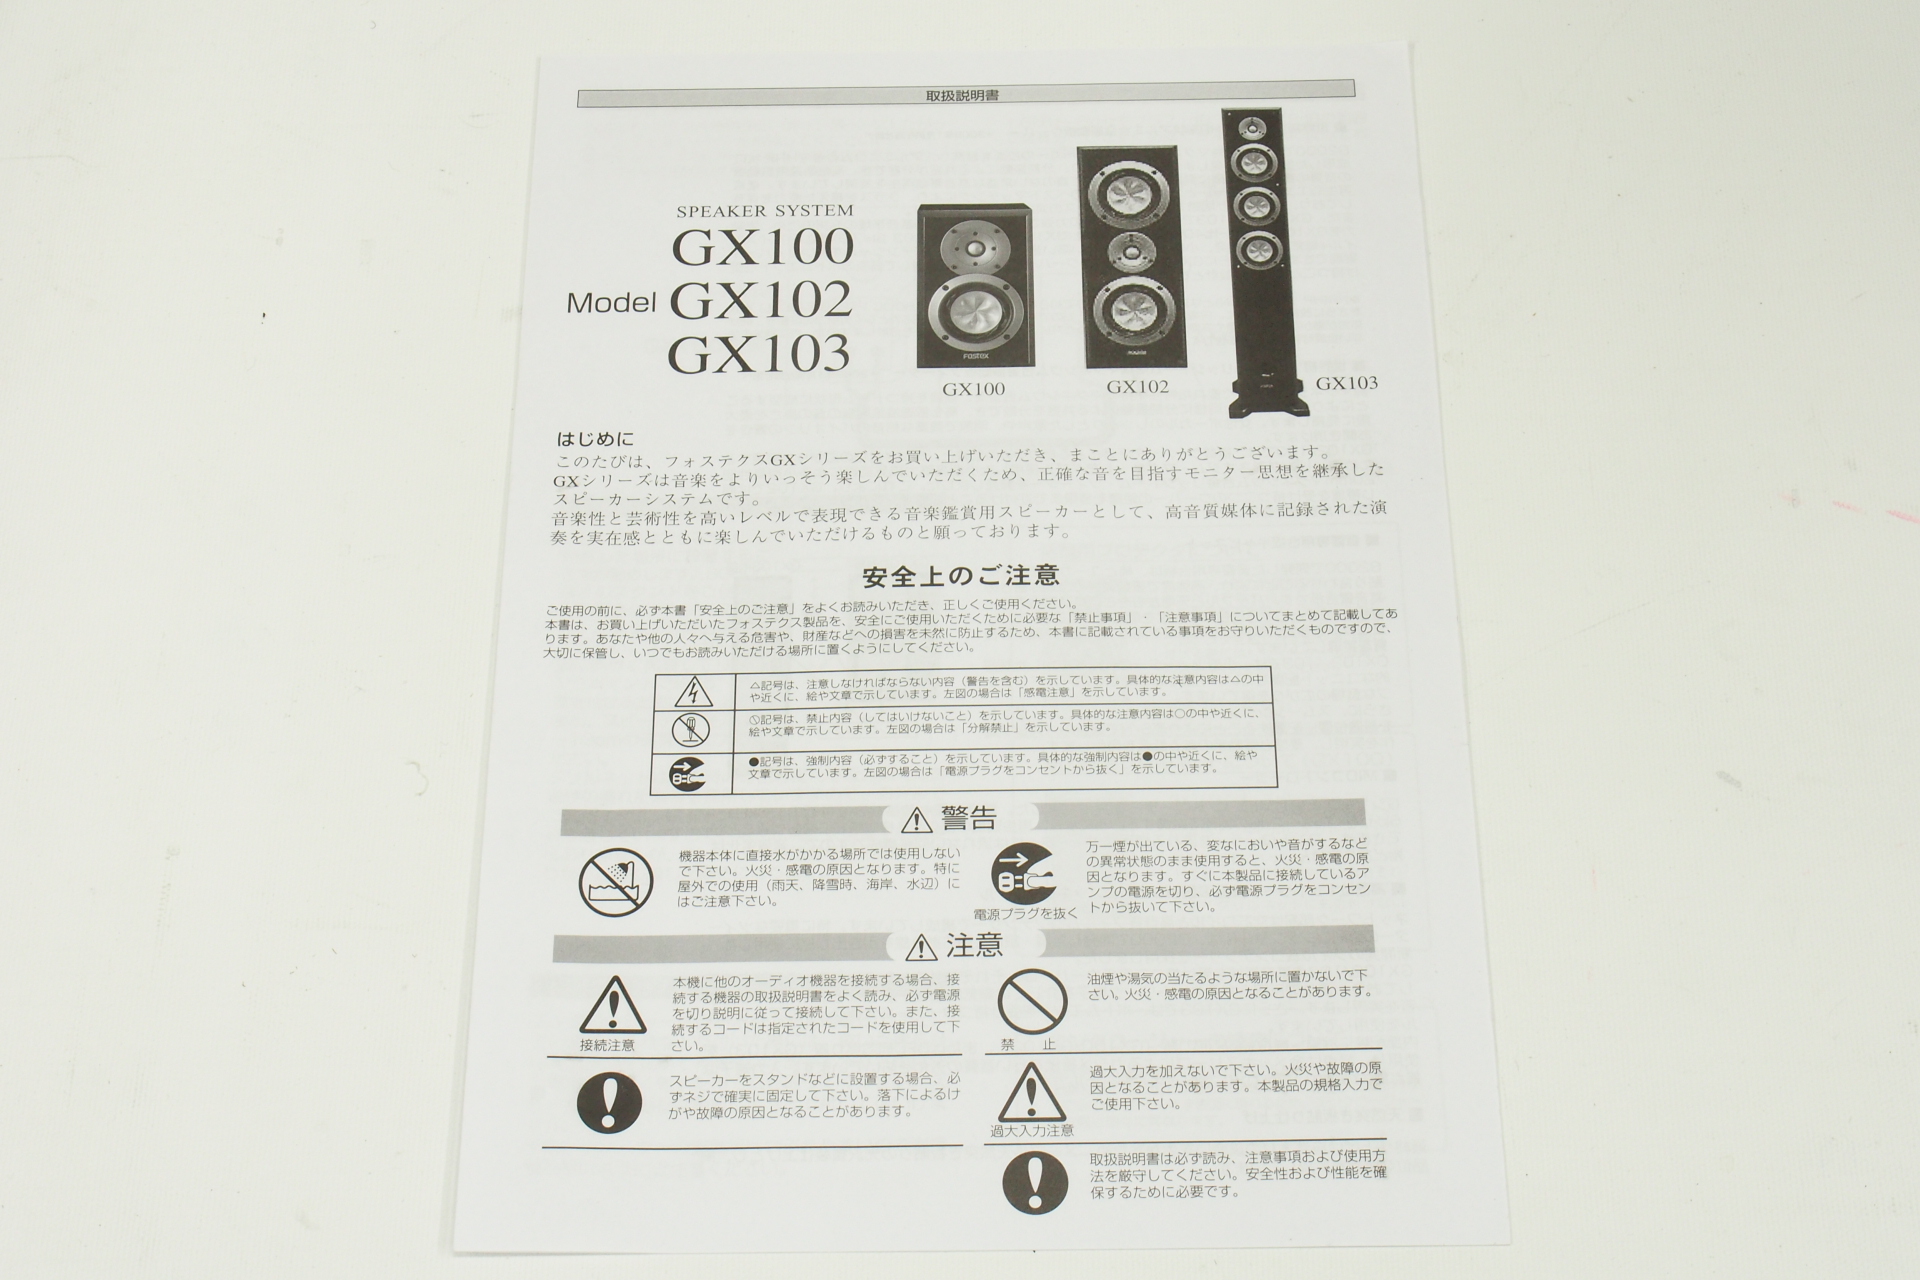 取扱説明書
SPEAKER SYSTEM
GX100
Model GX102
GX103
Fostex
GX100
GX102
GX103
はじめに
このたびは、フォステクスGXシリーズをお買い上げいただき、まことにありがとうございます。
GXシリーズは音楽をよりいっそう楽しんでいただくため、正確な音を目指すモニター思想を継承した
スピーカーシステムです。
音楽性と芸術性を高いレベルで表現できる音楽鑑賞用スピーカーとして、高音質媒体に記録された演
奏を実在感とともに楽しんでいただけるものと願っております。
安全上のご注意
ご使用の前に、必ず本書「安全上のご注意」をよくお読みいただき、正しくご使用ください。
本書は、お買い上げいただいたフォステクス製品を、安全にご使用いただくために必要な「禁止事項」・「注意事項」についてまとめて記載してあ
ります。あなたや他の人々へ与える危害や、財産などへの損害を未然に防止するため、本書に記載されている事項をお守りいただくものですので、
大切に保管し、いつでもお読みいただける場所に置くようにしてください。
△記号は、注意しなければならない内容（警告を含む）を示しています。具体的な注意内容は△の中
や近くに、絵や文章で示しています。左図の場合は「感電注意」を示しています。
⃠記号は、禁止内容（してはいけないこと）を示しています。具体的な注意内容は○の中や近くに、
絵や文章で示しています。左図の場合は「分解禁止」を示しています。
●記号は、強制内容（必ずすること）を示しています。具体的な強制内容は●の中や近くに、絵や
文章で示しています。左図の場合は「電源プラグをコンセントから抜く」を示しています。
⚠ 警告
機器本体に直接水がかかる場所では使用しない
で下さい。火災・感電の原因となります。特に
屋外での使用（雨天、降雪時、海岸、水辺）に
はご注意下さい。
電源プラグを抜く
万一煙が出ている、変なにおいや音がするなど
の異常状態のまま使用すると、火災・感電の原
因となります。すぐに本製品に接続しているア
ンプの電源を切り、必ず電源プラグをコンセン
トから抜いて下さい。
⚠ 注意
接続注意
本機に他のオーディオ機器を接続する場合、接
続する機器の取扱説明書をよく読み、必ず電源
を切り説明に従って接続して下さい。また、接
続するコードは指定されたコードを使用して下
さい。
スピーカーをスタンドなどに設置する場合、必
ずネジで確実に固定して下さい。落下によるけ
がや故障の原因となることがあります。
禁 止
油煙や湯気の当たるような場所に置かないで下
さい。火災・感電の原因となることがあります。
過大入力注意
過大入力を加えないで下さい。火災や故障の原
因となることがあります。本製品の規格入力で
ご使用下さい。
取扱説明書は必ず読み、注意事項および使用方
法を厳守してください。安全性および性能を確
保するために必要です。